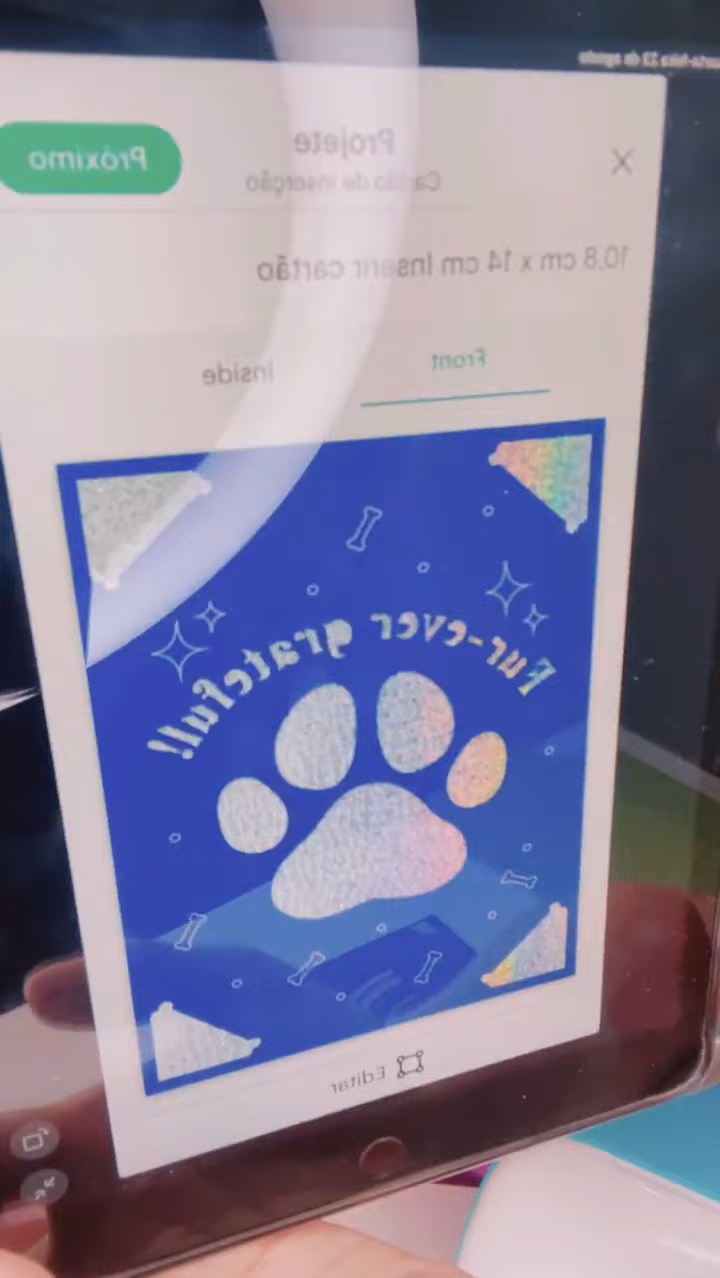 Projete
Próximo
Cartão de inserção
10,8 cm x 14 cm Inserir cartão
Front
Inside
Fur-ever grateful!
Editar